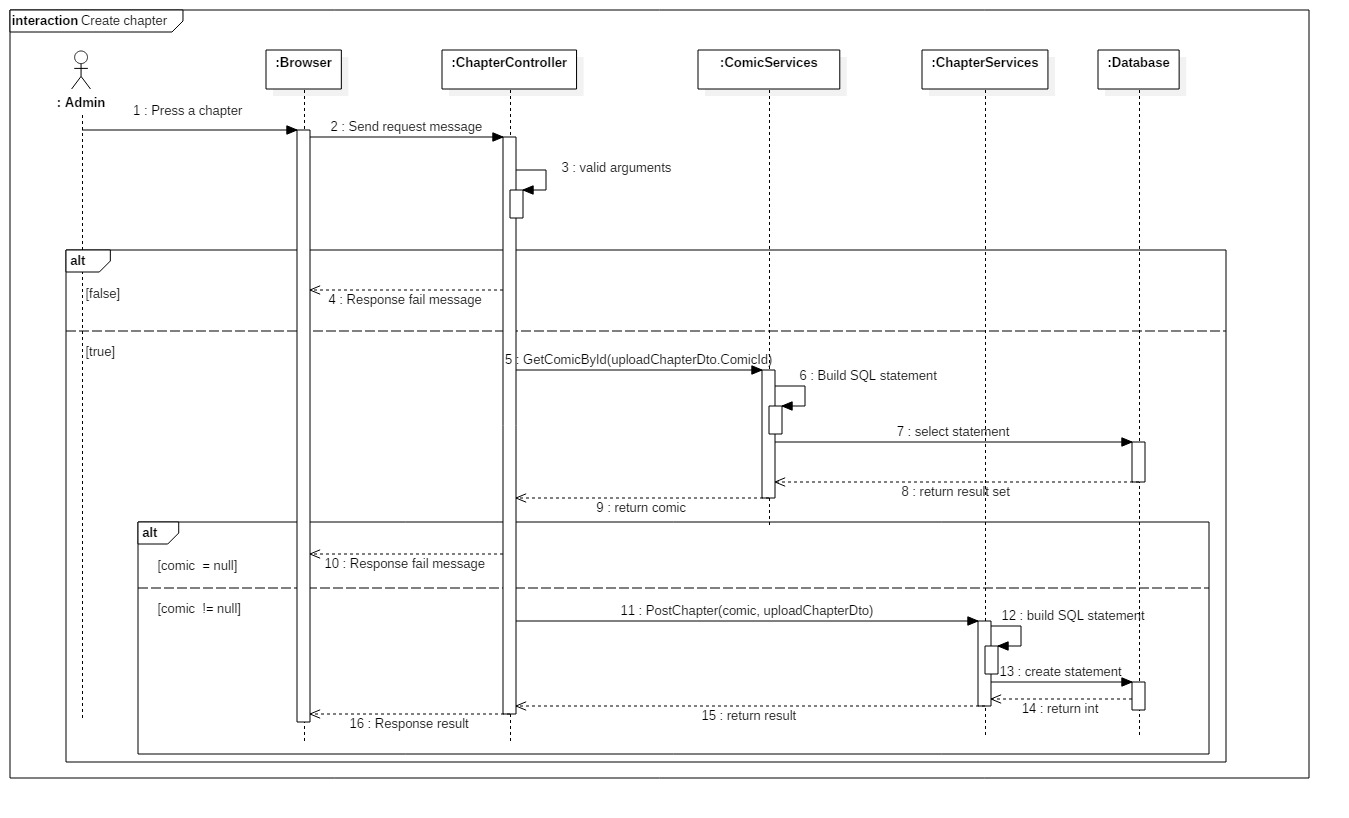 interaction Create chapter
:Browser
:ChapterController
:ComicServices
:ChapterServices
:Database
: Admin
1 : Press a chapter
2 : Send request message
3 : valid arguments
alt
[false]
4 : Response fail message
[true]
5 : GetComicById(uploadChapterDto.ComicId)
6 : Build SQL statement
7 : select statement
8 : return result set
9 : return comic
alt
10 : Response fail message
[comic = null]
[comic != null]
11 : PostChapter(comic, uploadChapterDto)
12 : build SQL statement
13 : create statement
14 : return int
15 : return result
16 : Response result